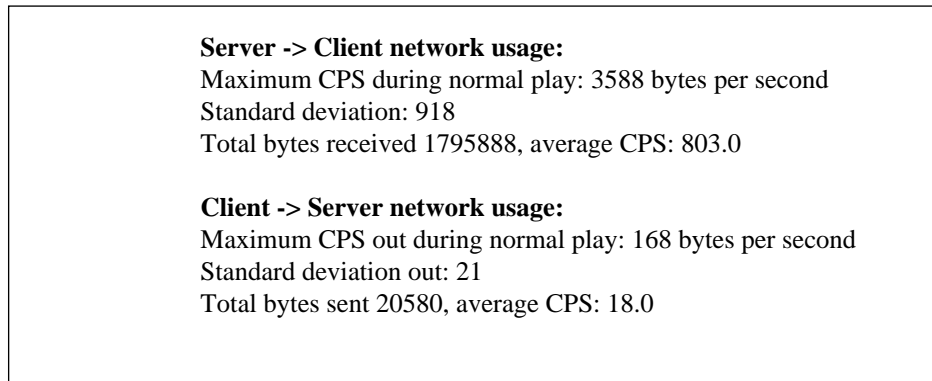 Server -> Client network usage:
Maximum CPS during normal play: 3588 bytes per second
Standard deviation: 918
Total bytes received 1795888, average CPS: 803.0
Client -> Server network usage:
Maximum CPS out during normal play: 168 bytes per second
Standard deviation out: 21
Total bytes sent 20580, average CPS: 18.0